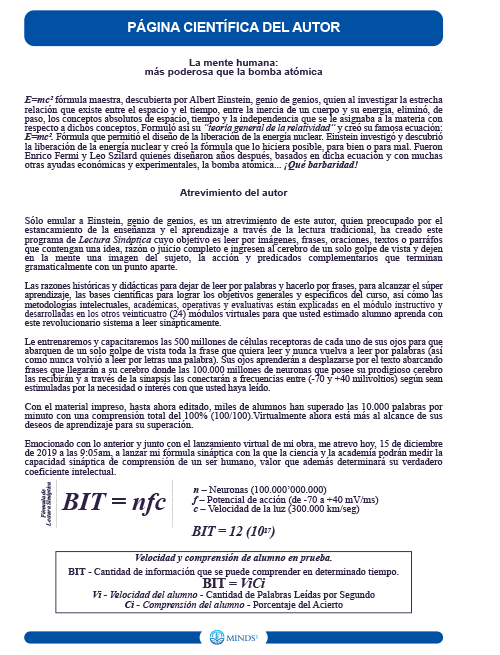 PÁGINA CIENTÍFICA DEL AUTOR
La mente humana:
más poderosa que la bomba atómica
E=mc² fórmula maestra, descubierta por Albert Einstein, genio de genios, quien al investigar la estrecha
relación que existe entre el espacio y el tiempo, entre la inercia de un cuerpo y su energía, eliminó, de
paso, los conceptos absolutos de espacio, tiempo y la independencia que se le asignaba a la materia con
respecto a dichos conceptos. Formuló así su "teoría general de la relatividad" y creó su famosa ecuación;
E=mc². Fórmula que permitió el diseño de la liberación de la energía nuclear. Einstein investigó y descubrió
la liberación de la energía nuclear y creó la fórmula que lo hiciera posible, para bien o para mal. Fueron
Enrico Fermi y Leo Szilard quienes diseñaron años después, basados en dicha ecuación y con muchas
otras ayudas económicas y experimentales, la bomba atómica... ¡Qué barbaridad!
Atrevimiento del autor
Sólo emular a Einstein, genio de genios, es un atrevimiento de este autor, quien preocupado por el
estancamiento de la enseñanza y el aprendizaje a través de la lectura tradicional, ha creado este
programa de Lectura Sináptica cuyo objetivo es leer por imágenes, frases, oraciones, textos o parráfos
que contengan una idea, razón o juicio completo e ingresen al cerebro de un solo golpe de vista y dejen
en la mente una imagen del sujeto, la acción y predicados complementarios que terminan
gramaticalmente con un punto aparte.
Las razones históricas y didácticas para dejar de leer por palabras y hacerlo por frases, para alcanzar el súper
aprendizaje, las bases científicas para lograr los objetivos generales y específicos del curso, así cómo las
metodologías intelectuales, académicas, operativas y evaluativas están explicadas en el módulo instructivo y
desarrolladas en los otros veinticuatro (24) módulos virtuales para que usted estimado alumno aprenda con
este revolucionario sistema a leer sinápticamente.
Le entrenaremos y capacitaremos las 500 millones de células receptoras de cada uno de sus ojos para que
abarquen de un solo golpe de vista toda la frase que quiera leer y nunca vuelva a leer por palabras (así
como nunca volvió a leer por letras una palabra). Sus ojos aprenderán a desplazarse por el texto abarcando
frases que llegarán a su cerebro donde las 100.000 millones de neuronas que posee su prodigioso cerebro
las recibirán y a través de la sinapsis las conectarán a frecuencias entre (-70 y +40 milivoltios) según sean
estimuladas por la necesidad o interés con que usted haya leído.
Con el material impreso, hasta ahora editado, miles de alumnos han superado las 10.000 palabras por
minuto con una comprensión total del 100% (100/100).Virtualmente ahora está más al alcance de sus
deseos de aprendizaje para su superación.
Emocionado con lo anterior y junto con el lanzamiento virtual de mi obra, me atrevo hoy, 15 de diciembre
de 2019 a las 9:05am, a lanzar mi fórmula sináptica con la que la ciencia y la academia podrán medir la
capacidad sináptica de comprensión de un ser humano, valor que además determinará su verdadero
coeficiente intelectual.
Fórmula de
Lectura Sináptica
BIT = nfc
n – Neuronas (100.000'000.000)
f – Potencial de acción (de -70 a +40 mV/ms)
c – Velocidad de la luz (300.000 km/seg)
BIT = 12 (10¹⁷)
Velocidad y comprensión de alumno en prueba.
BIT - Cantidad de información que se puede comprender en determinado tiempo.
BIT = ViCi
Vi - Velocidad del alumno - Cantidad de Palabras Leídas por Segundo
Ci - Comprensión del alumno - Porcentaje del Acierto
MINDS²